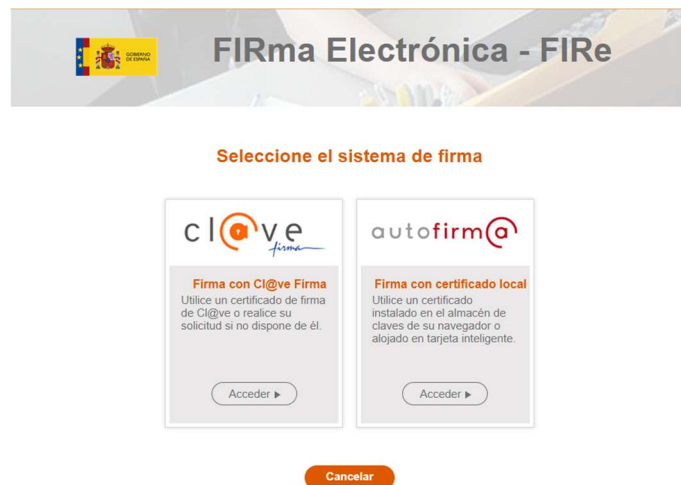 GOBIERNO
DE ESPAÑA
FIRma Electrónica - FIRe
Seleccione el sistema de firma
cl@ve
firma
autofirm@
Firma con Cl@ve Firma
Utilice un certificado de firma
de Cl@ve o realice su
solicitud si no dispone de él.
Acceder
Firma con certificado local
Utilice un certificado
instalado en el almacén de
claves de su navegador o
alojado en tarjeta inteligente.
Acceder
Cancelar